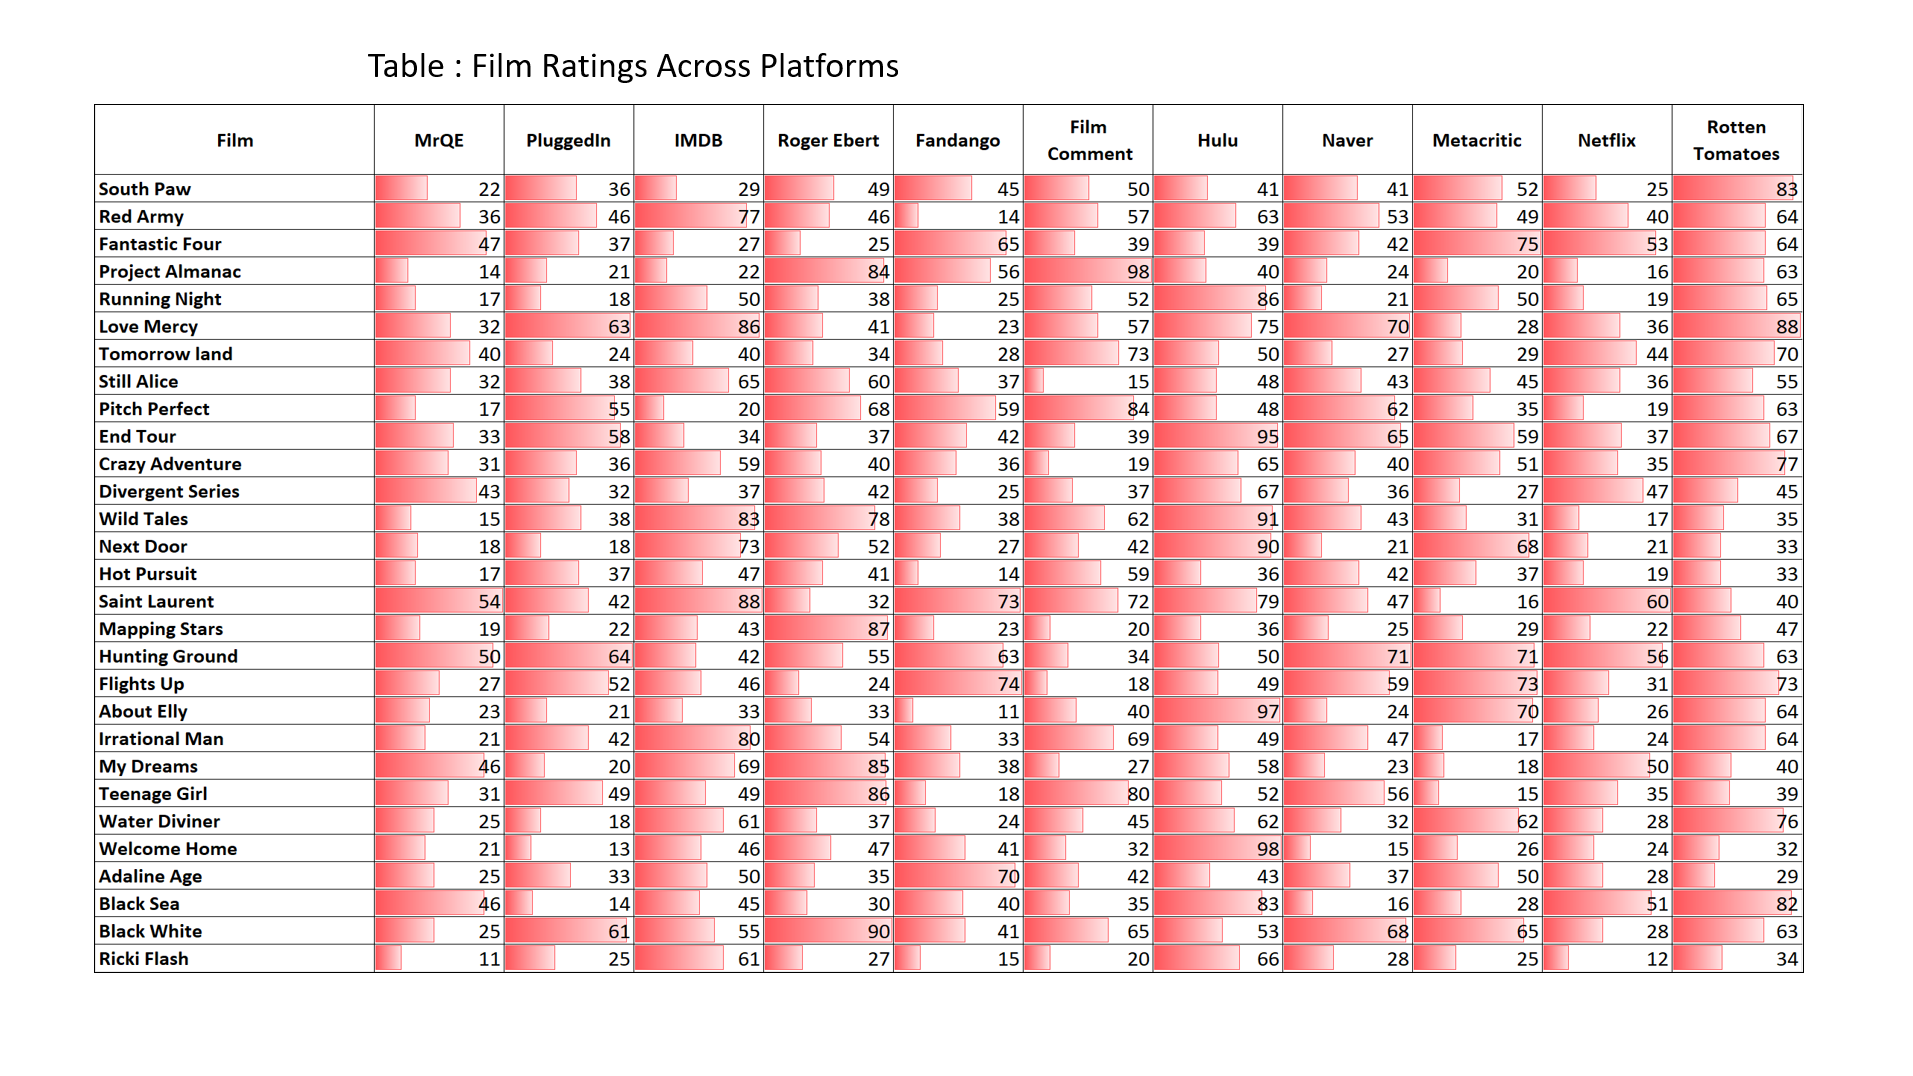 Table : Film Ratings Across Platforms
Film MrQE PluggedIn IMDB Roger Ebert Fandango Film Comment Hulu Naver Metacritic Netflix Rotten Tomatoes
South Paw 22 36 29 49 45 50 41 41 52 25 83
Red Army 36 46 77 46 14 57 63 53 49 40 64
Fantastic Four 47 37 27 25 65 39 39 42 75 53 64
Project Almanac 14 21 22 84 56 98 40 24 20 16 63
Running Night 17 18 50 38 25 52 86 21 50 19 65
Love Mercy 32 63 86 41 23 57 75 70 28 36 88
Tomorrow land 40 24 40 34 28 73 50 27 29 44 70
Still Alice 32 38 65 60 37 15 48 43 45 36 55
Pitch Perfect 17 55 20 68 59 84 48 62 35 19 63
End Tour 33 58 34 37 42 39 95 65 59 37 67
Crazy Adventure 31 36 59 40 36 19 65 40 51 35 77
Divergent Series 43 32 37 42 25 37 67 36 27 47 45
Wild Tales 15 38 83 78 38 62 91 43 31 17 35
Next Door 18 18 73 52 27 42 90 21 68 21 33
Hot Pursuit 17 37 47 41 14 59 36 42 37 19 33
Saint Laurent 54 42 88 32 73 72 79 47 16 60 40
Mapping Stars 19 22 43 87 23 20 36 25 29 22 47
Hunting Ground 50 64 42 55 63 34 50 71 71 56 63
Flights Up 27 52 46 24 74 18 49 59 73 31 73
About Elly 23 21 33 33 11 40 97 24 70 26 64
Irrational Man 21 42 80 54 33 69 49 47 17 24 64
My Dreams 46 20 69 85 38 27 58 23 18 50 40
Teenage Girl 31 49 49 86 18 80 52 56 15 35 39
Water Diviner 25 18 61 37 24 45 62 32 62 28 76
Welcome Home 21 13 46 47 41 32 98 15 26 24 32
Adaline Age 25 33 50 35 70 42 43 37 50 28 29
Black Sea 46 14 45 30 40 35 83 16 28 51 82
Black White 25 61 55 90 41 65 53 68 65 28 63
Ricki Flash 11 25 61 27 15 20 66 28 25 12 34